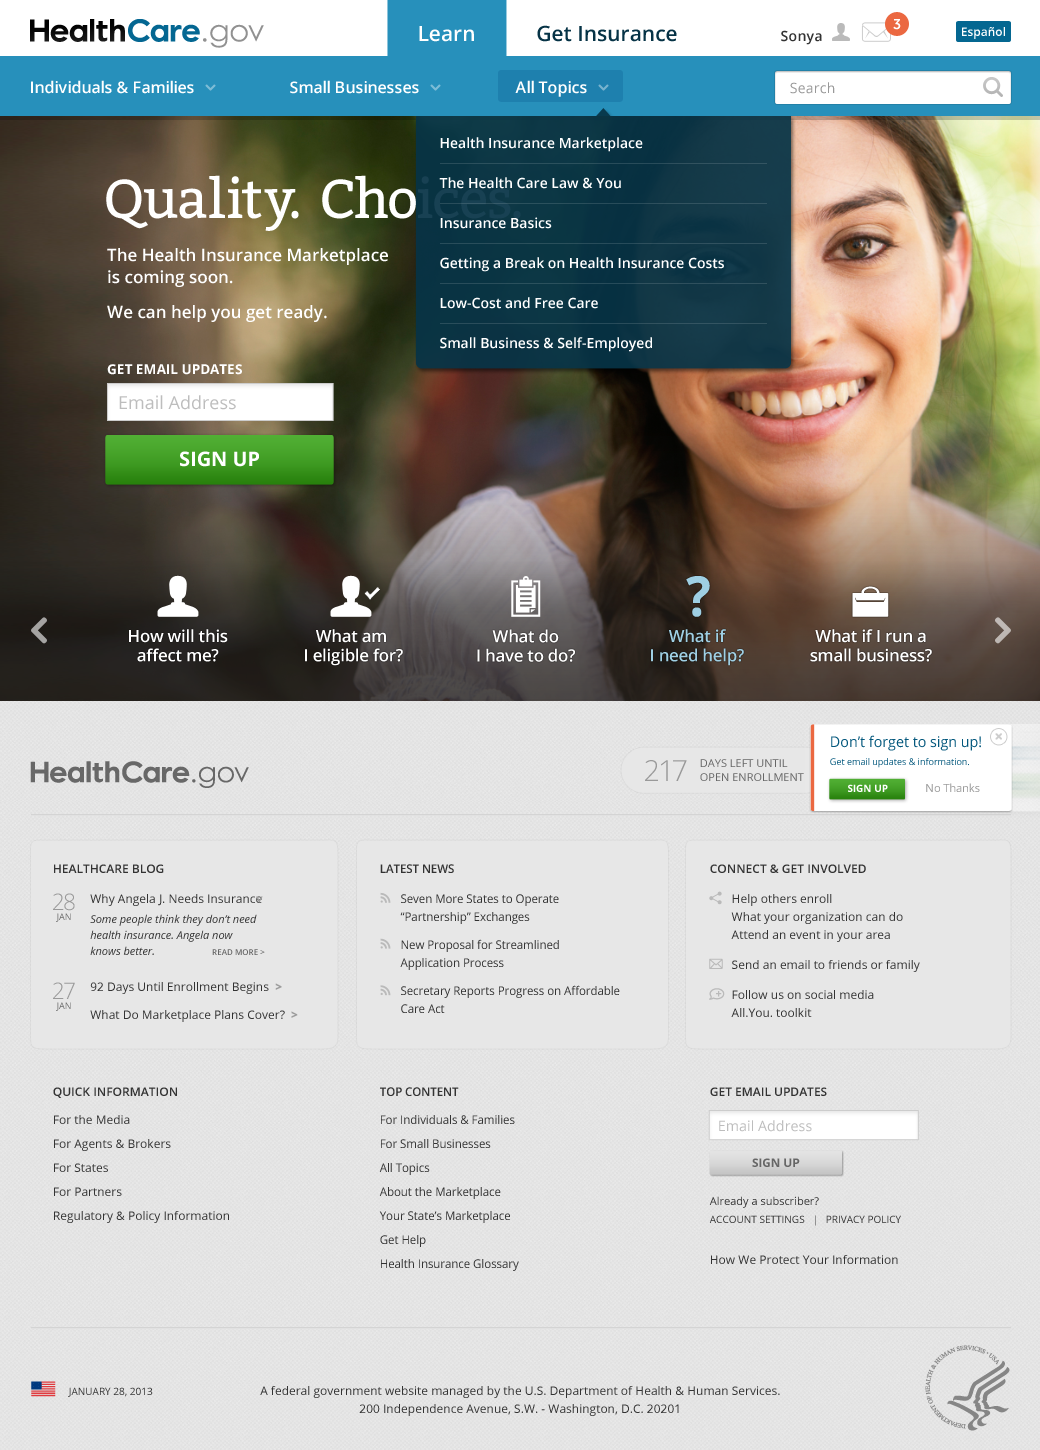 HealthCare.gov
Learn
Get Insurance
Sonya
3
Español
Individuals & Families
Small Businesses
All Topics
Search
Health Insurance Marketplace
The Health Care Law & You
Insurance Basics
Getting a Break on Health Insurance Costs
Low-Cost and Free Care
Small Business & Self-Employed
Quality. Choices
The Health Insurance Marketplace
is coming soon.
We can help you get ready.
GET EMAIL UPDATES
Email Address
SIGN UP
How will this
affect me?
What am
I eligible for?
What do
I have to do?
?
What if
I need help?
What if I run a
small business?
HealthCare.gov
217
DAYS LEFT UNTIL
OPEN ENROLLMENT
Don't forget to sign up!
Get email updates & information.
SIGN UP
No Thanks
HEALTHCARE BLOG
28
JAN
Why Angela J. Needs Insurance
Some people think they don't need
health insurance. Angela now
knows better.
READ MORE >
27
JAN
92 Days Until Enrollment Begins >
What Do Marketplace Plans Cover? >
LATEST NEWS
Seven More States to Operate
“Partnership” Exchanges
New Proposal for Streamlined
Application Process
Secretary Reports Progress on Affordable
Care Act
CONNECT & GET INVOLVED
Help others enroll
What your organization can do
Attend an event in your area
Send an email to friends or family
Follow us on social media
All.You. toolkit
QUICK INFORMATION
For the Media
For Agents & Brokers
For States
For Partners
Regulatory & Policy Information
TOP CONTENT
For Individuals & Families
For Small Businesses
All Topics
About the Marketplace
Your State's Marketplace
Get Help
Health Insurance Glossary
GET EMAIL UPDATES
Email Address
SIGN UP
Already a subscriber?
ACCOUNT SETTINGS | PRIVACY POLICY
How We Protect Your Information
JANUARY 28, 2013
A federal government website managed by the U.S. Department of Health & Human Services.
200 Independence Avenue, S.W. - Washington, D.C. 20201
DEPARTMENT OF HEALTH & HUMAN SERVICES • USA